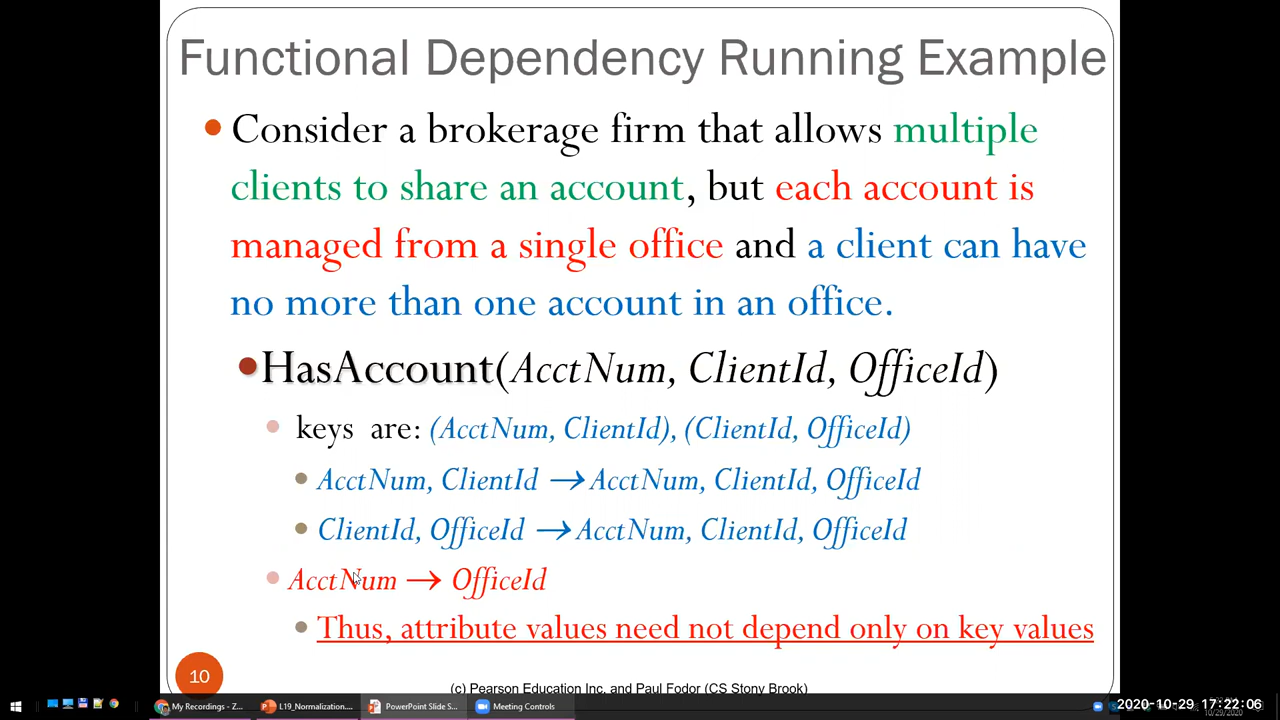 Functional Dependency Running Example
Consider a brokerage firm that allows multiple
clients to share an account, but each account is
managed from a single office and a client can have
no more than one account in an office.
HasAccount(AcctNum, ClientId, OfficeId)
keys are: (AcctNum, ClientId), (ClientId, OfficeId)
AcctNum, ClientId → AcctNum, ClientId, OfficeId
ClientId, OfficeId → AcctNum, ClientId, OfficeId
AcctNum → OfficeId
Thus, attribute values need not depend only on key values
10
(c) Pearson Education Inc. and Paul Fodor (CS Stony Brook)
My Recordings - Z...
L19_Normalization....
PowerPoint Slide S...
Meeting Controls
2020-10-29 17:22:06